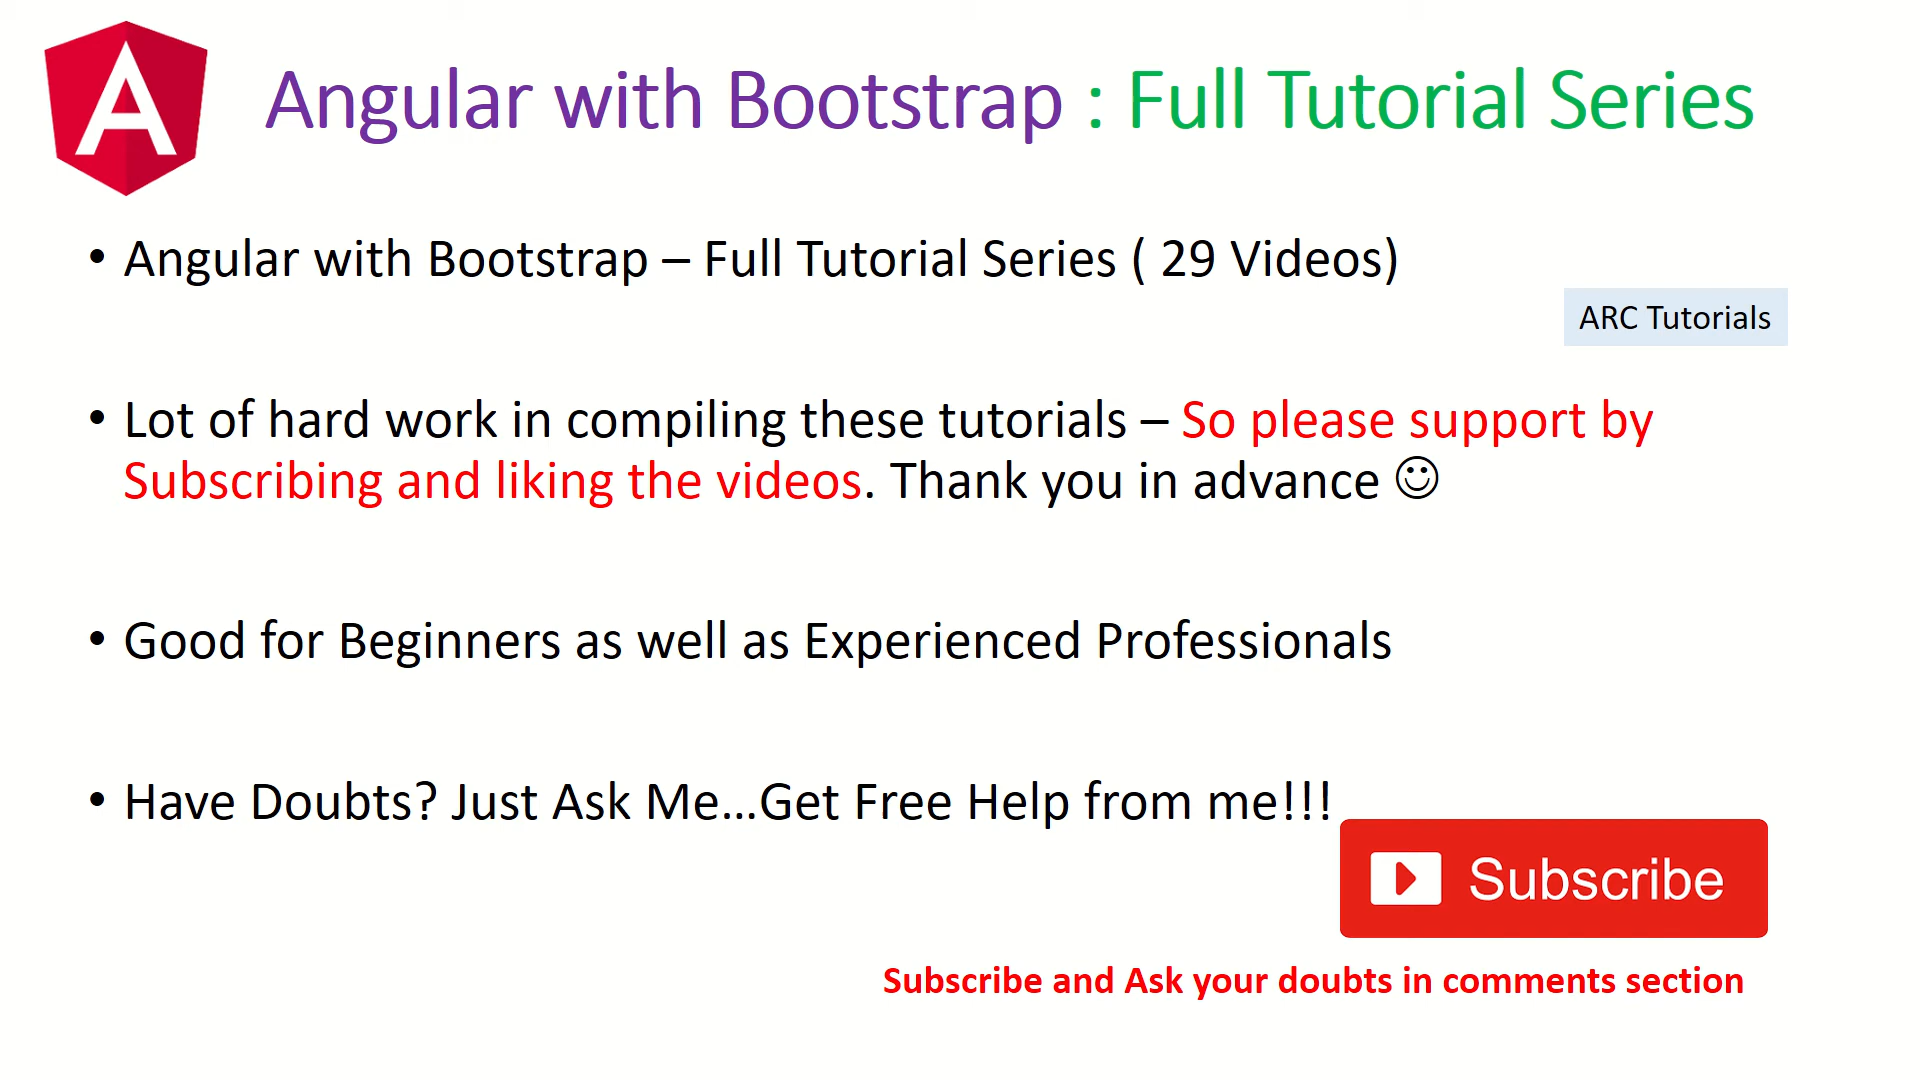 Angular with Bootstrap : Full Tutorial Series
• Angular with Bootstrap – Full Tutorial Series ( 29 Videos)
ARC Tutorials
• Lot of hard work in compiling these tutorials – So please support by
Subscribing and liking the videos. Thank you in advance ☺
• Good for Beginners as well as Experienced Professionals
• Have Doubts? Just Ask Me…Get Free Help from me!!!
Subscribe
Subscribe and Ask your doubts in comments section